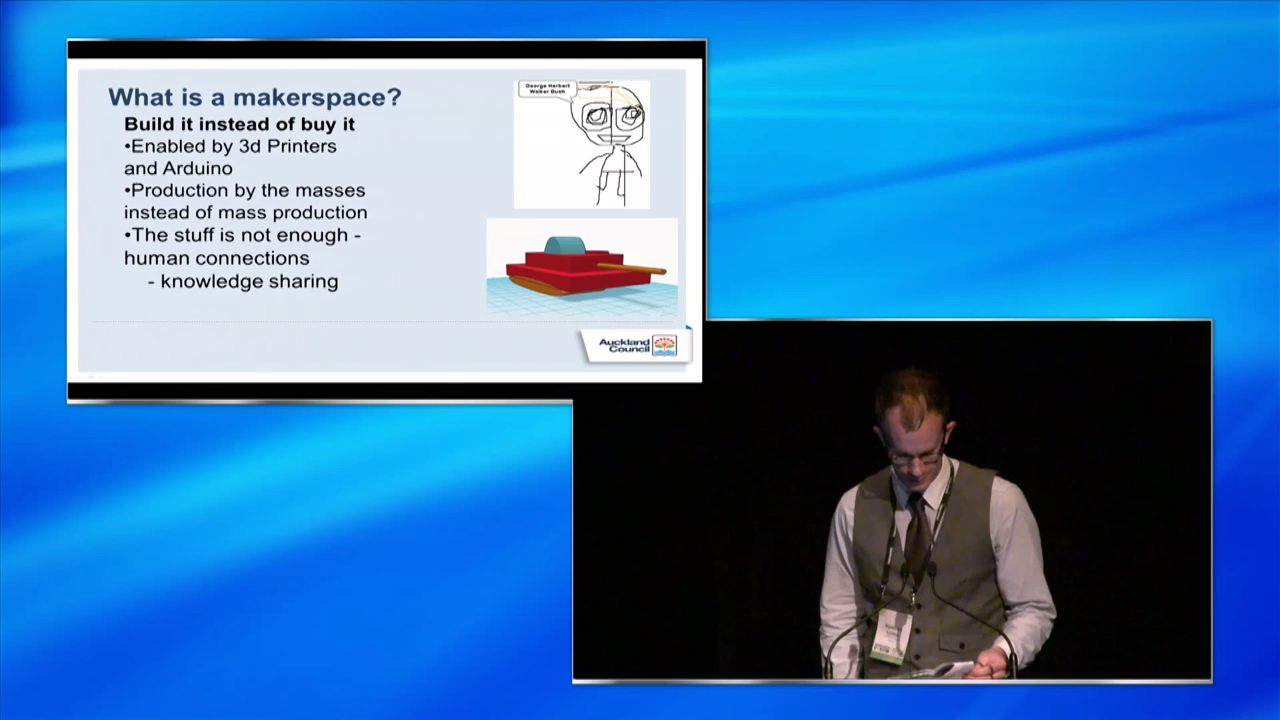 What is a makerspace?
Build it instead of buy it
•Enabled by 3d Printers
and Arduino
•Production by the masses
instead of mass production
•The stuff is not enough -
human connections
- knowledge sharing
George Herbert
Walker Bush
Auckland
Council